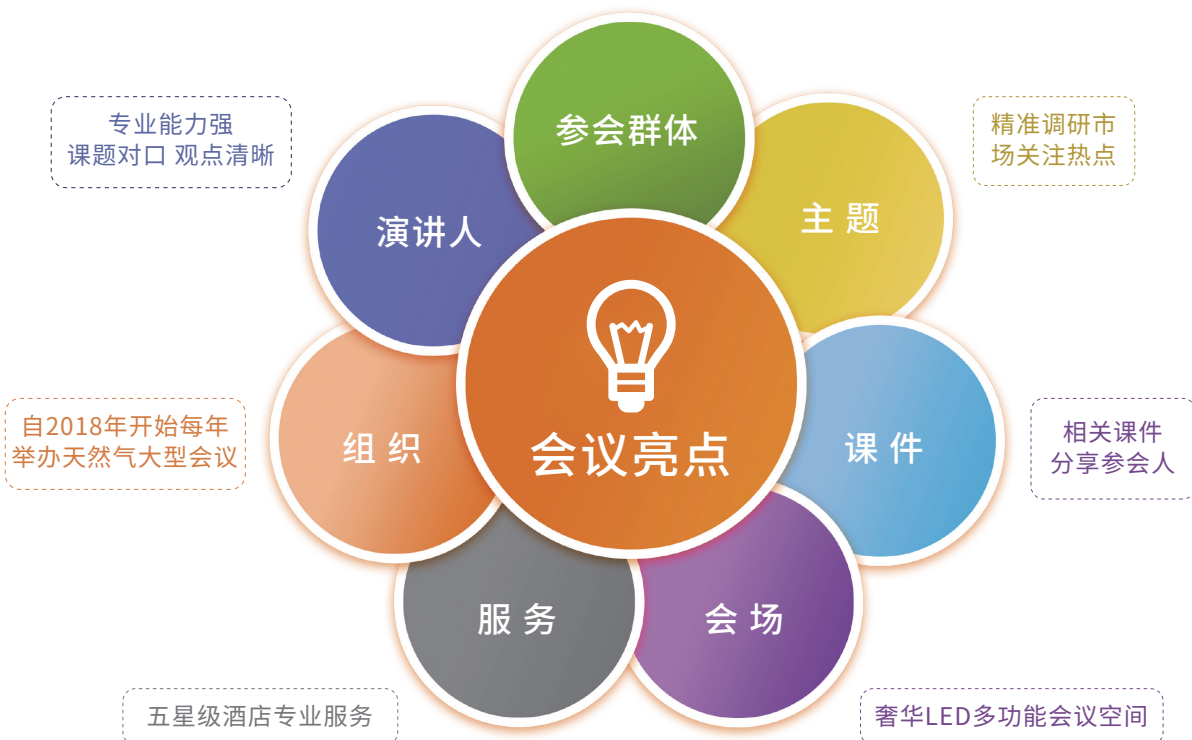 参会群体
专业能力强
课题对口 观点清晰
精准调研市
场关注热点
演讲人
主题
会议亮点
自2018年开始每年
举办天然气大型会议
组织
课件
相关课件
分享参会人
服务
会场
五星级酒店专业服务
奢华LED多功能会议空间